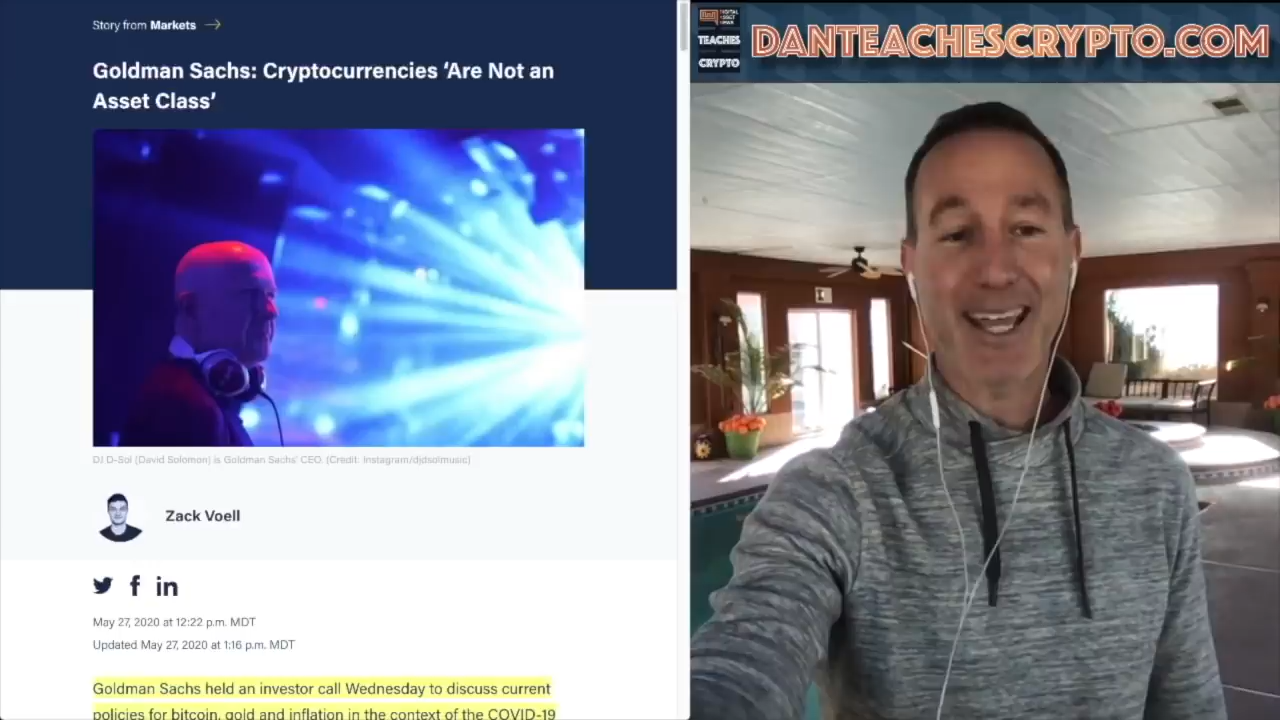 Story from Markets
Goldman Sachs: Cryptocurrencies ‘Are Not an
Asset Class’
DJ D-Sol (David Solomon) is Goldman Sachs’ CEO. (Credit: Instagram/djdsolmusic)
Zack Voell
May 27, 2020 at 12:22 p.m. MDT
Updated May 27, 2020 at 1:16 p.m. MDT
Goldman Sachs held an investor call Wednesday to discuss current
policies for bitcoin, gold and inflation in the context of the COVID-19
DIGITAL
ASSET
NEWS
TEACHES
CRYPTO
DANTEACHESCRYPTO.COM